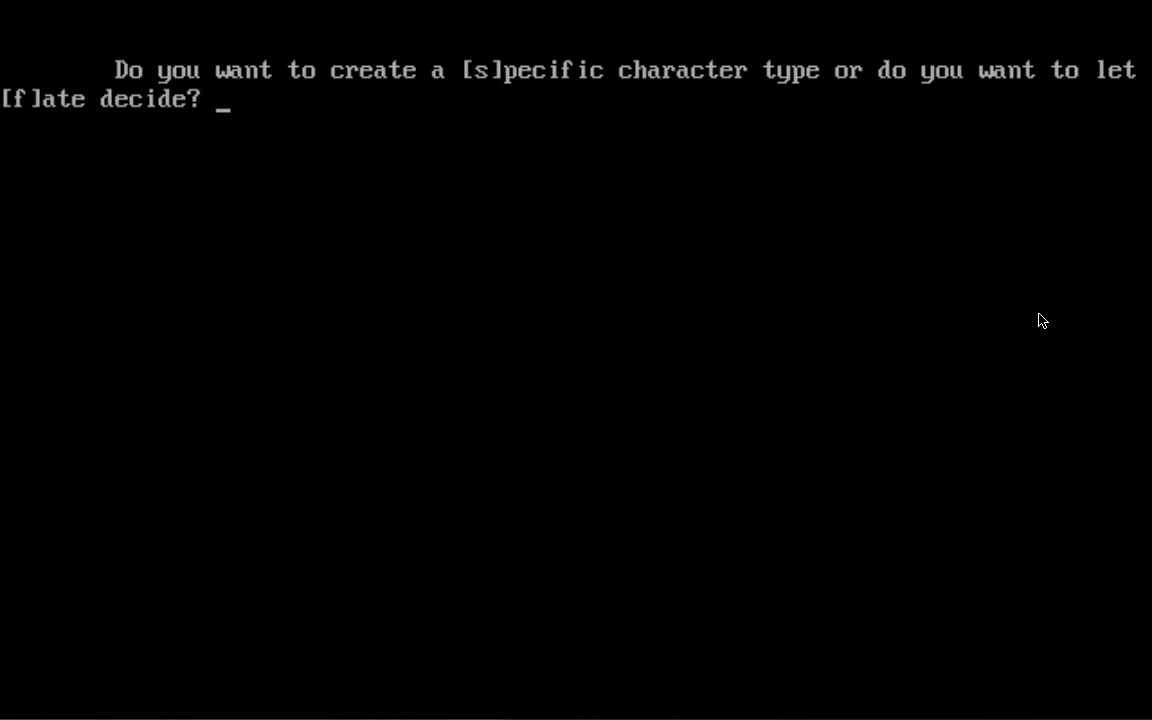 Do you want to create a [s]pecific character type or do you want to let
[f]ate decide? _